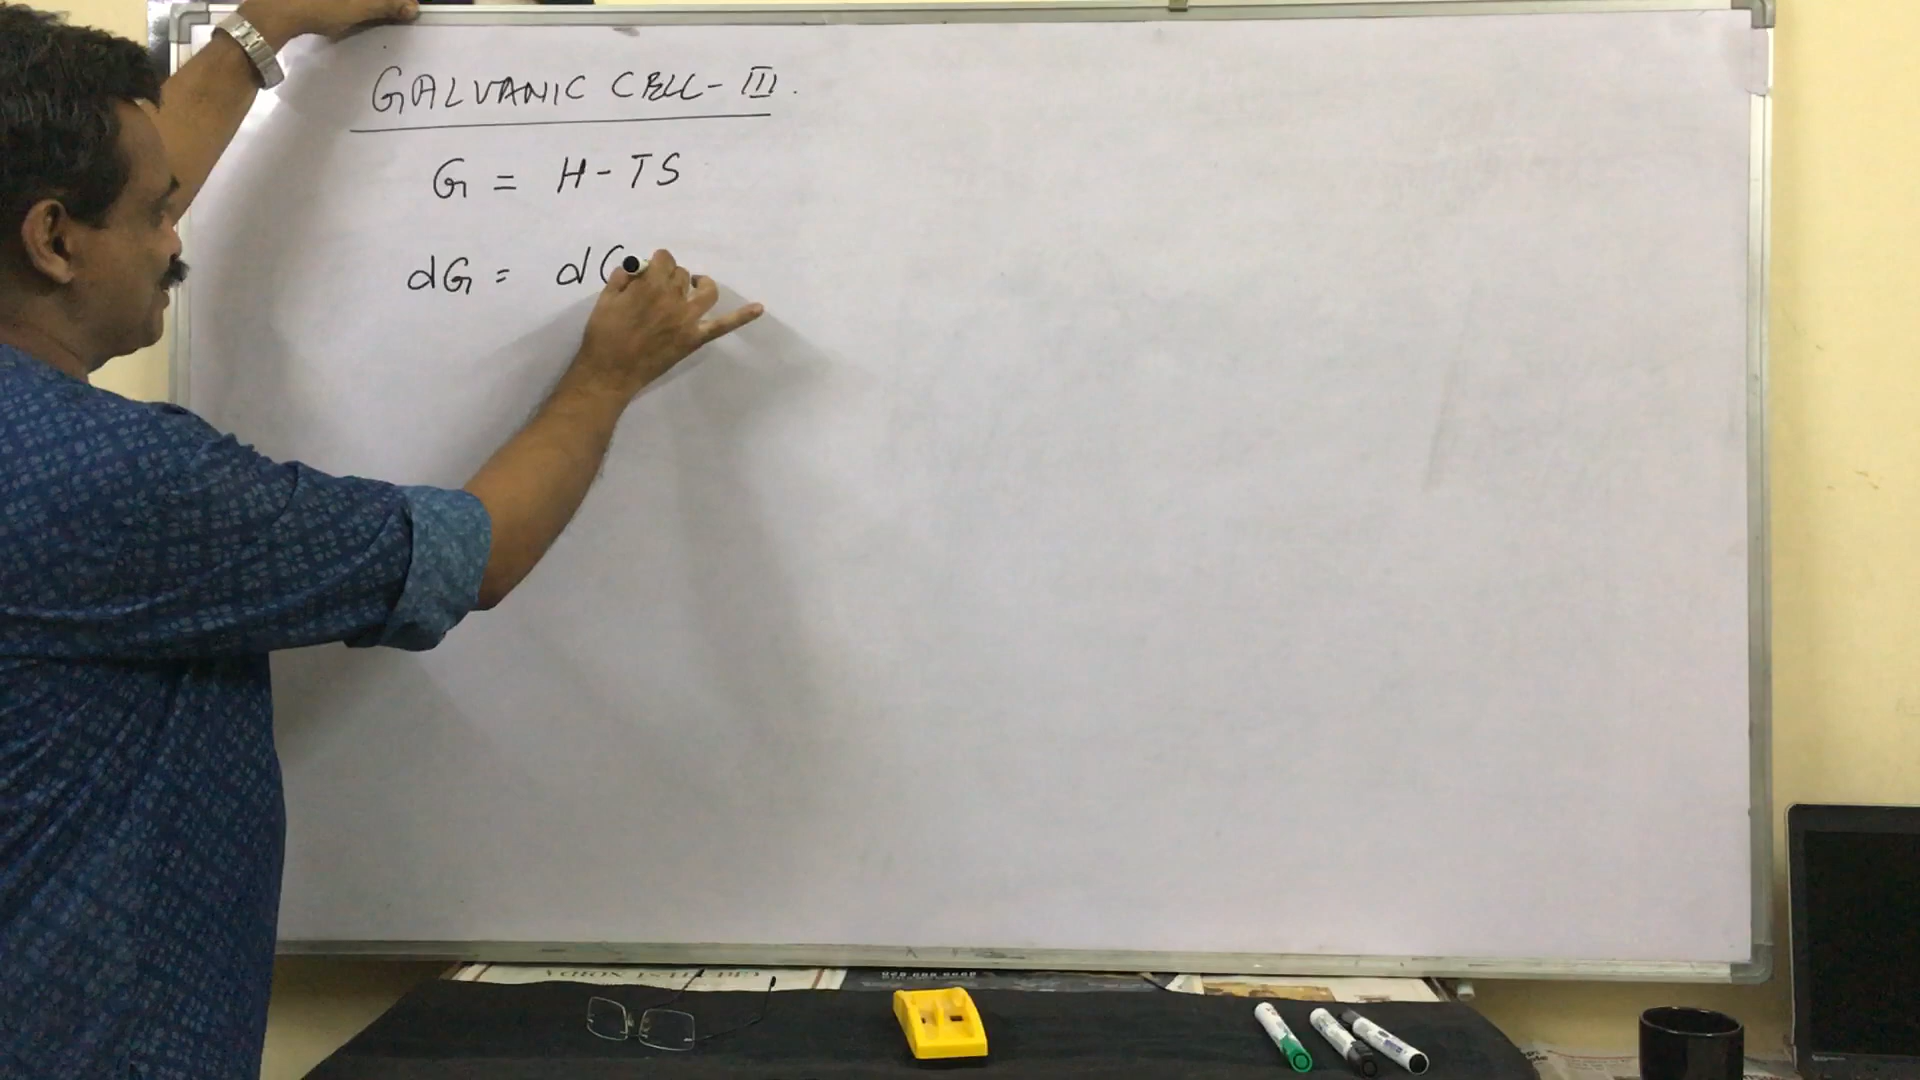 GALVANIC CELL-III.
G = H-TS
dG = d(